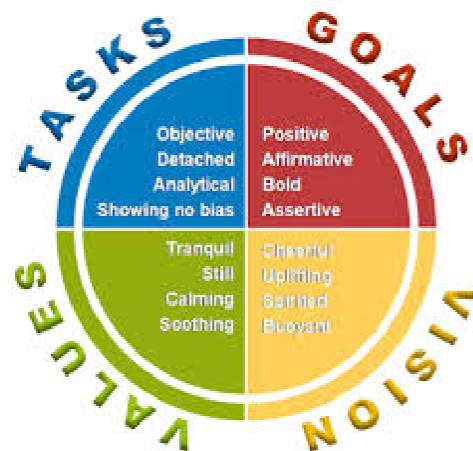 TASKS
GOALS
Objective
Detached
Analytical
Showing no bias
Positive
Affirmative
Bold
Assertive
Tranquil
Still
Calming
Soothing
Cheerful
Uplifting
Spirited
Buoyant
VALUES
VISION